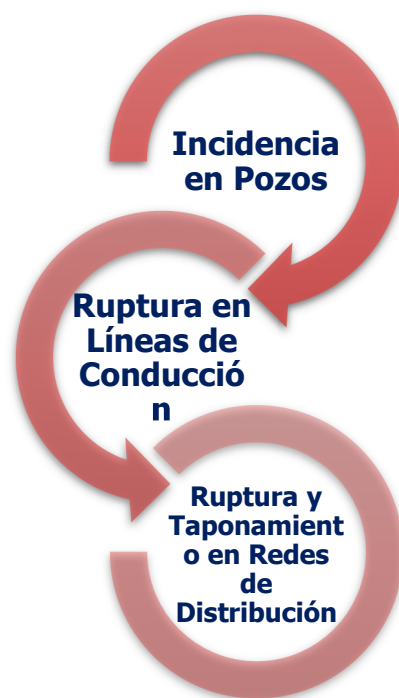 Incidencia
en Pozos
Ruptura en
Líneas de
Conducció
n
Ruptura y
Taponamient
o en Redes
de
Distribución